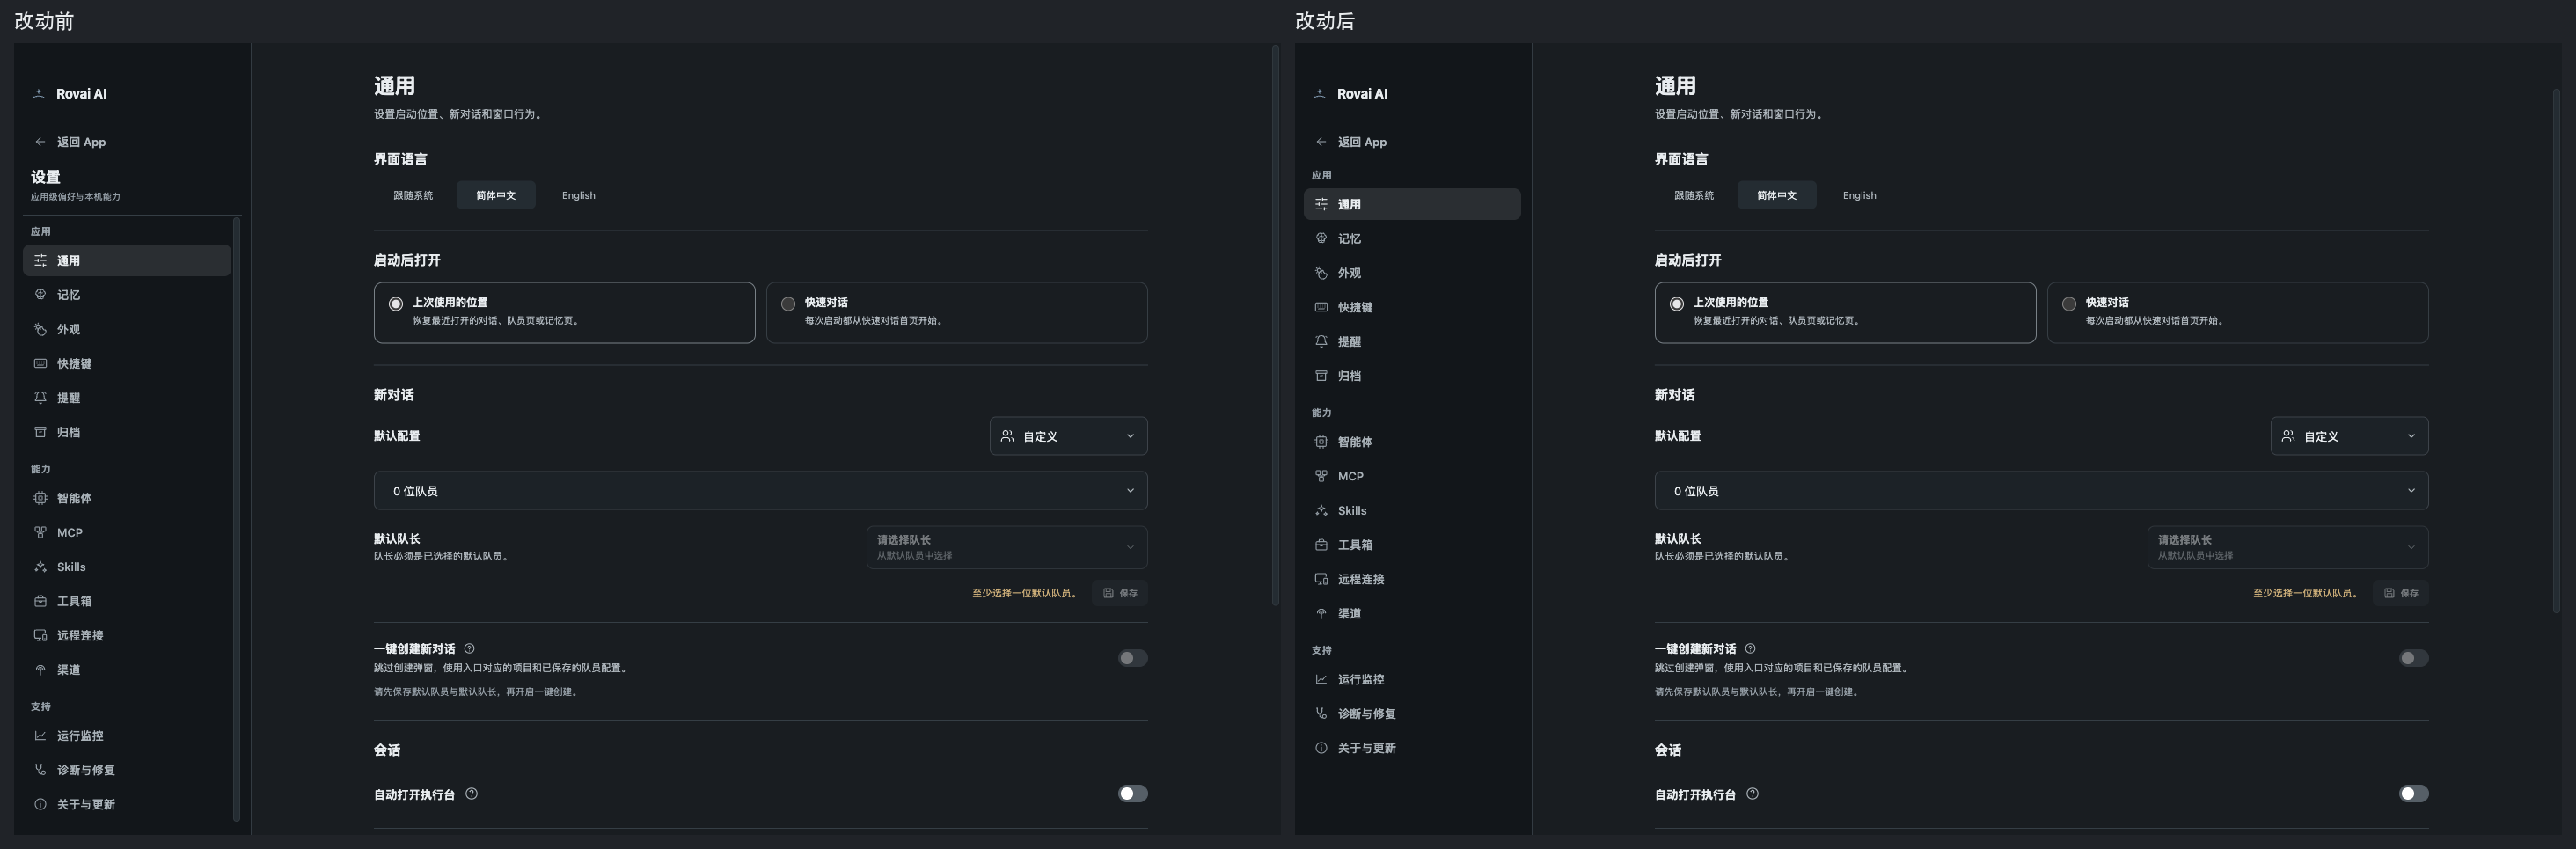 改动前
Rovai AI
返回 App
设置
应用级偏好与本机能力
应用
通用
记忆
外观
快捷键
提醒
归档
能力
智能体
MCP
Skills
工具箱
远程连接
渠道
支持
运行监控
诊断与修复
关于与更新
通用
设置启动位置、新对话和窗口行为。
界面语言
跟随系统 简体中文 English
启动后打开
上次使用的位置
恢复最近打开的对话、队员页或记忆页。
快速对话
每次启动都从快速对话首页开始。
新对话
默认配置 自定义
0 位队员
默认队长
队长必须是已选择的默认队员。
请选择队长
从默认队员中选择
至少选择一位默认队员。 保存
一键创建新对话
跳过创建弹窗，使用入口对应的项目和已保存的队员配置。
请先保存默认队员与默认队长，再开启一键创建。
会话
自动打开执行台
改动后
Rovai AI
返回 App
应用
通用
记忆
外观
快捷键
提醒
归档
能力
智能体
MCP
Skills
工具箱
远程连接
渠道
支持
运行监控
诊断与修复
关于与更新
通用
设置启动位置、新对话和窗口行为。
界面语言
跟随系统 简体中文 English
启动后打开
上次使用的位置
恢复最近打开的对话、队员页或记忆页。
快速对话
每次启动都从快速对话首页开始。
新对话
默认配置 自定义
0 位队员
默认队长
队长必须是已选择的默认队员。
请选择队长
从默认队员中选择
至少选择一位默认队员。 保存
一键创建新对话
跳过创建弹窗，使用入口对应的项目和已保存的队员配置。
请先保存默认队员与默认队长，再开启一键创建。
会话
自动打开执行台